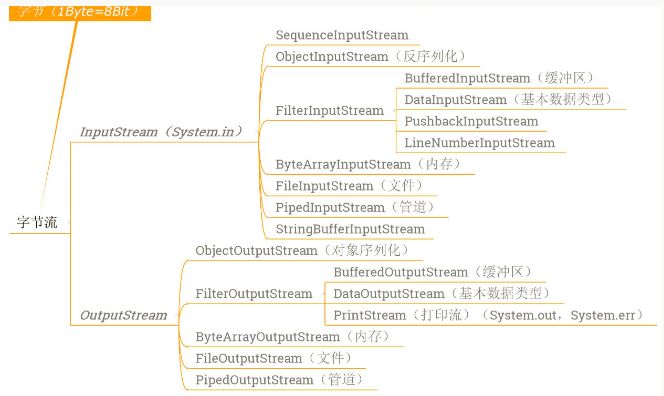 字节（1Byte=8Bit）
SequenceInputStream
ObjectInputStream（反序列化）
BufferedInputStream（缓冲区）
DataInputStream（基本数据类型）
FilterInputStream
PushbackInputStream
LineNumberInputStream
InputStream（System.in）
ByteArrayInputStream（内存）
FileInputStream（文件）
PipedInputStream（管道）
StringBufferInputStream
字节流
ObjectOutputStream（对象序列化）
BufferedOutputStream（缓冲区）
FilterOutputStream
DataOutputStream（基本数据类型）
PrintStream（打印流）（System.out，System.err）
OutputStream
ByteArrayOutputStream（内存）
FileOutputStream（文件）
PipedOutputStream（管道）